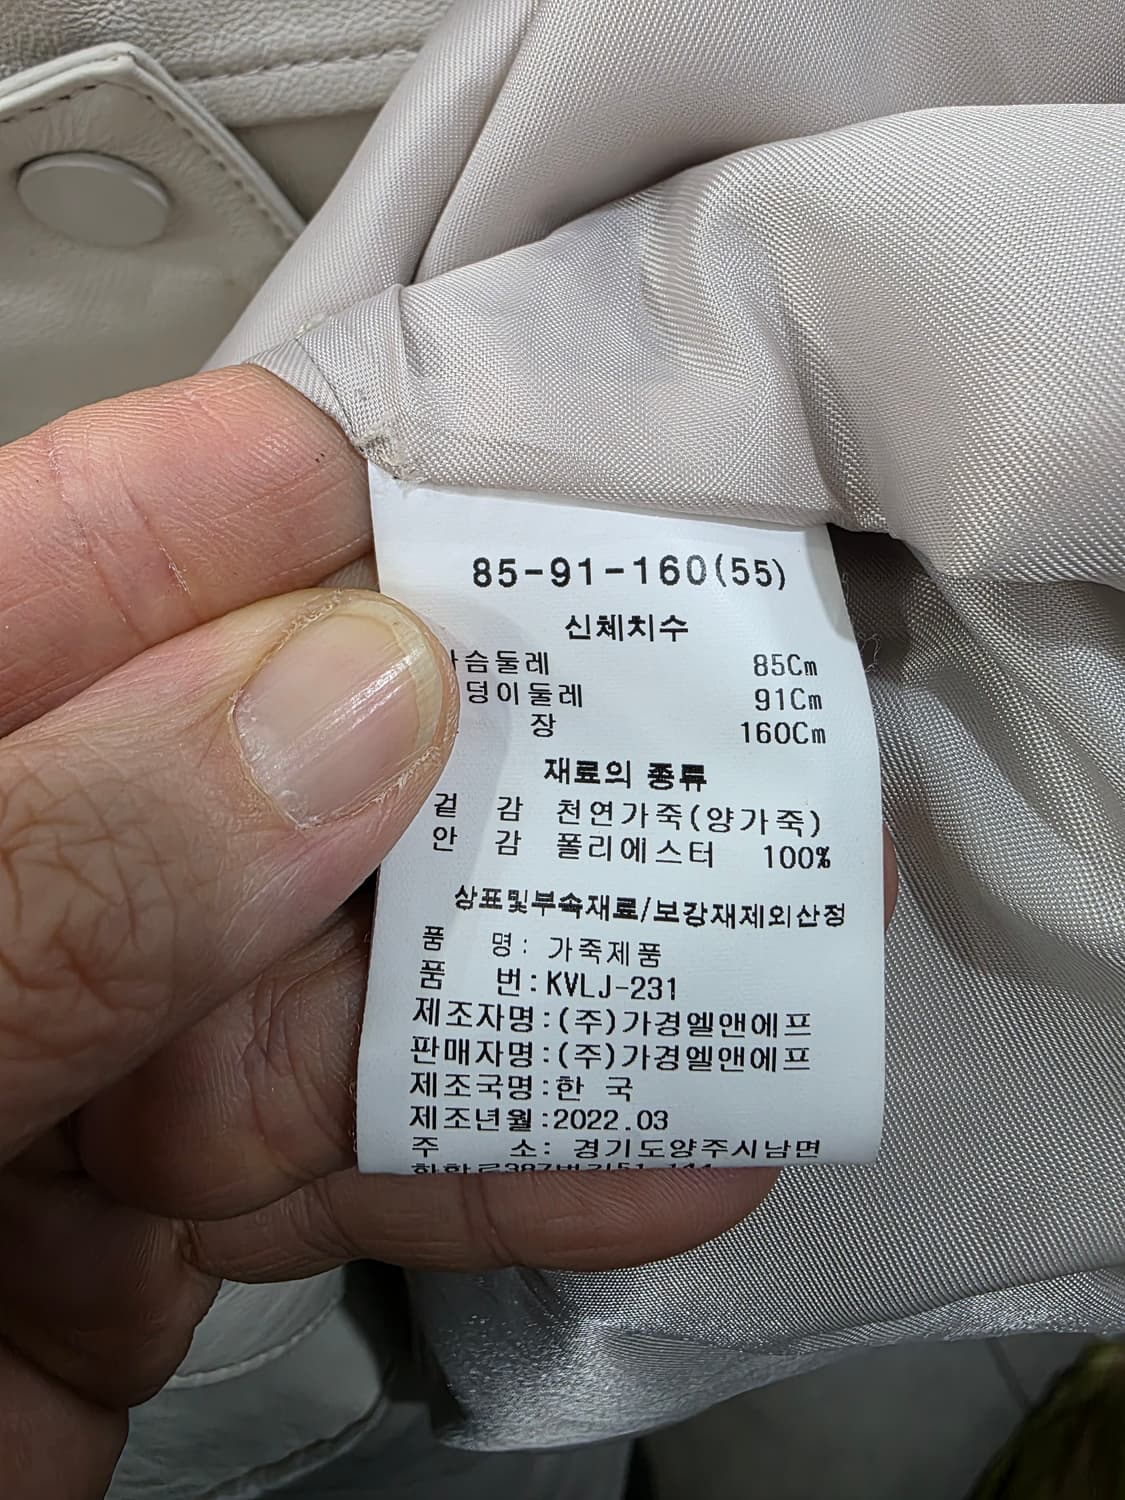 85-91-160(55)
신체치수
슴둘레 85Cm
덩이둘레 91Cm
장 160Cm
재료의 종류
겉 감 천연가죽(양가죽)
안 감 폴리에스터 100%
상표및부속재료/보강재제외산정
품 명: 가죽제품
품 번:KVLJ-231
제조자명:(주)가경엘앤에프
판매자명:(주)가경엘앤에프
제조국명:한 국
제조년월:2022.03
주 소: 경기도양주시남면